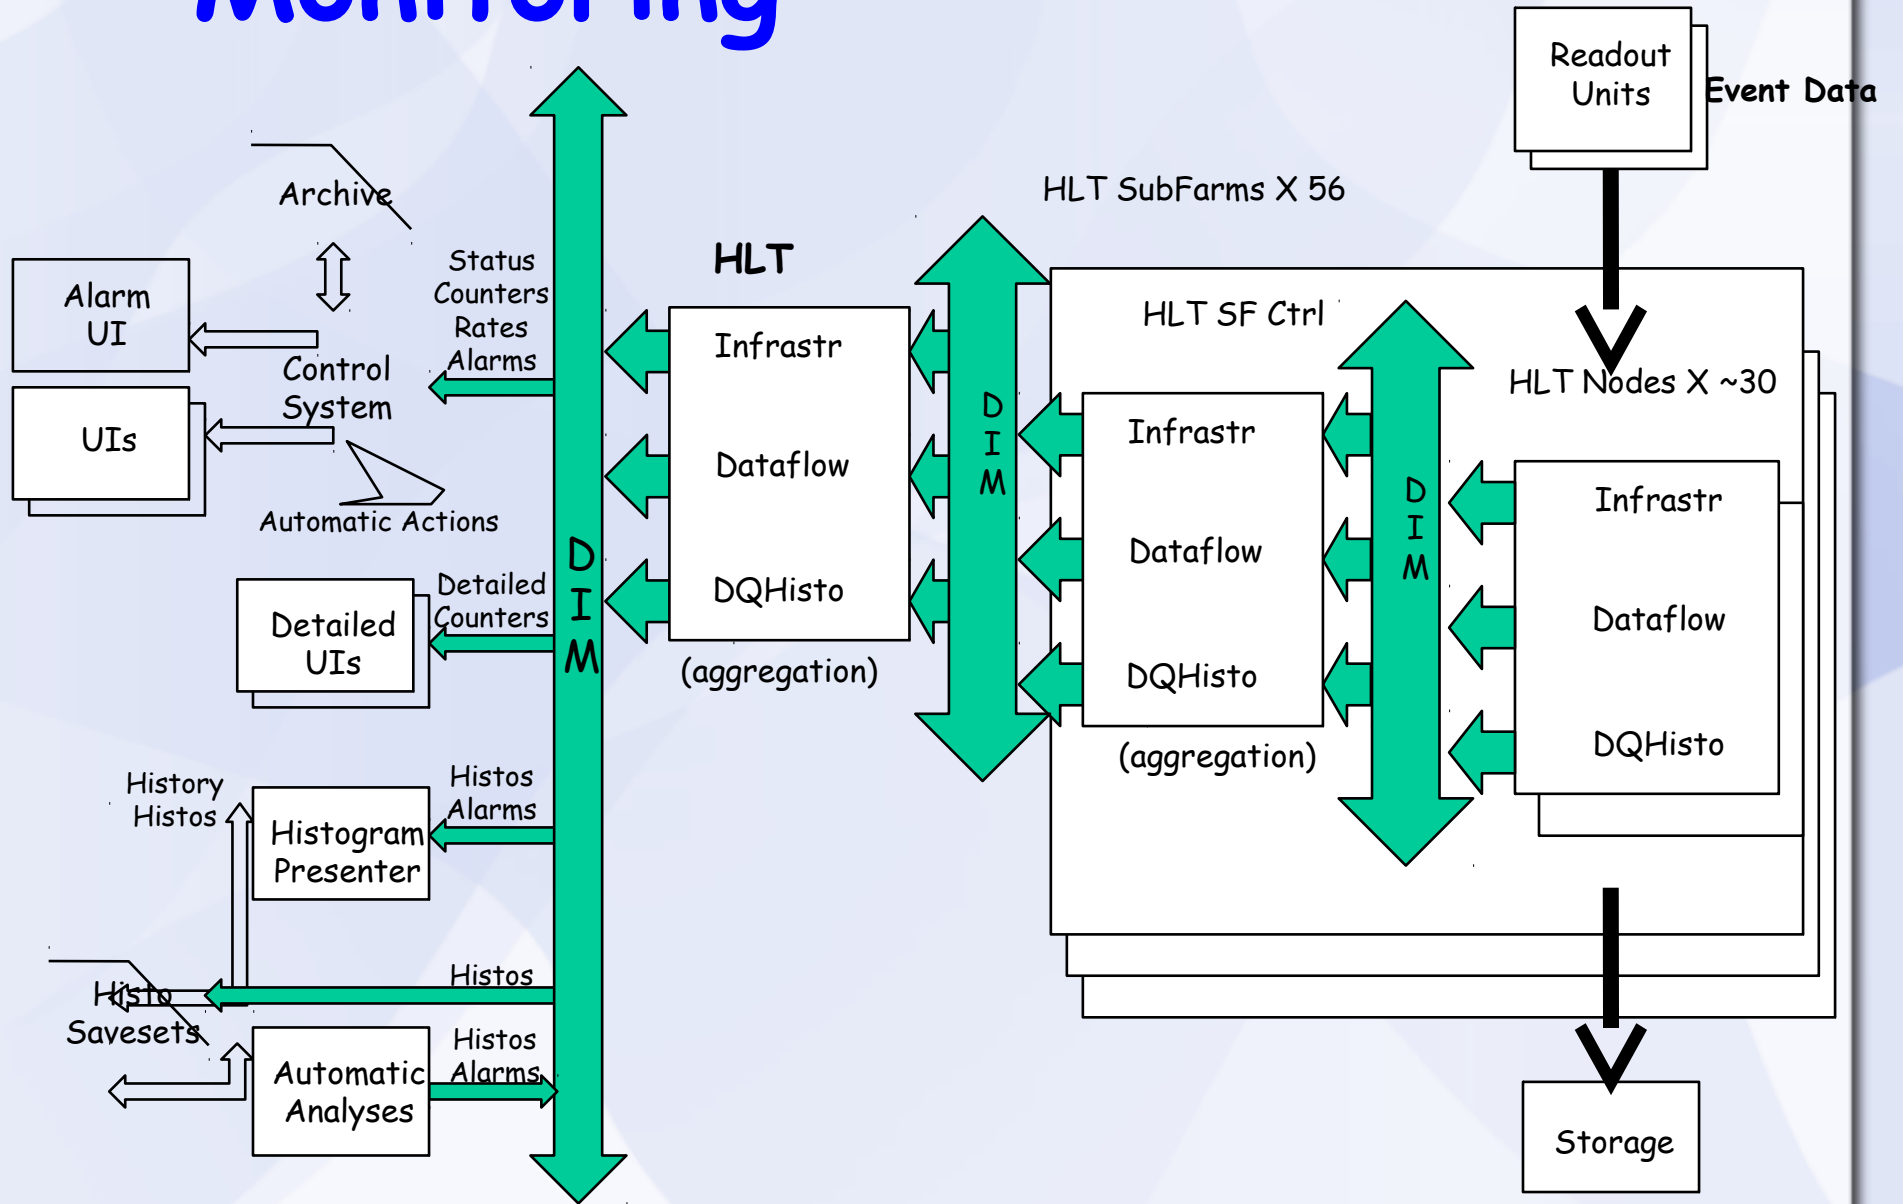 Monitoring
Readout
Units
Event Data
Archive
HLT SubFarms X 56
HLT
Status
Counters
Rates
Alarms
Alarm
UI
Control
System
UIs
Automatic Actions
Infrastr
Dataflow
DQHisto
(aggregation)
D
I
M
HLT SF Ctrl
HLT Nodes X ~30
Infrastr
Dataflow
DQHisto
(aggregation)
D
I
M
Infrastr
Dataflow
DQHisto
D
I
M
Detailed
Counters
Detailed
UIs
History
Histos
Histos
Alarms
Histogram
Presenter
Histos
Histo
Savesets
Histos
Alarms
Automatic
Analyses
Storage